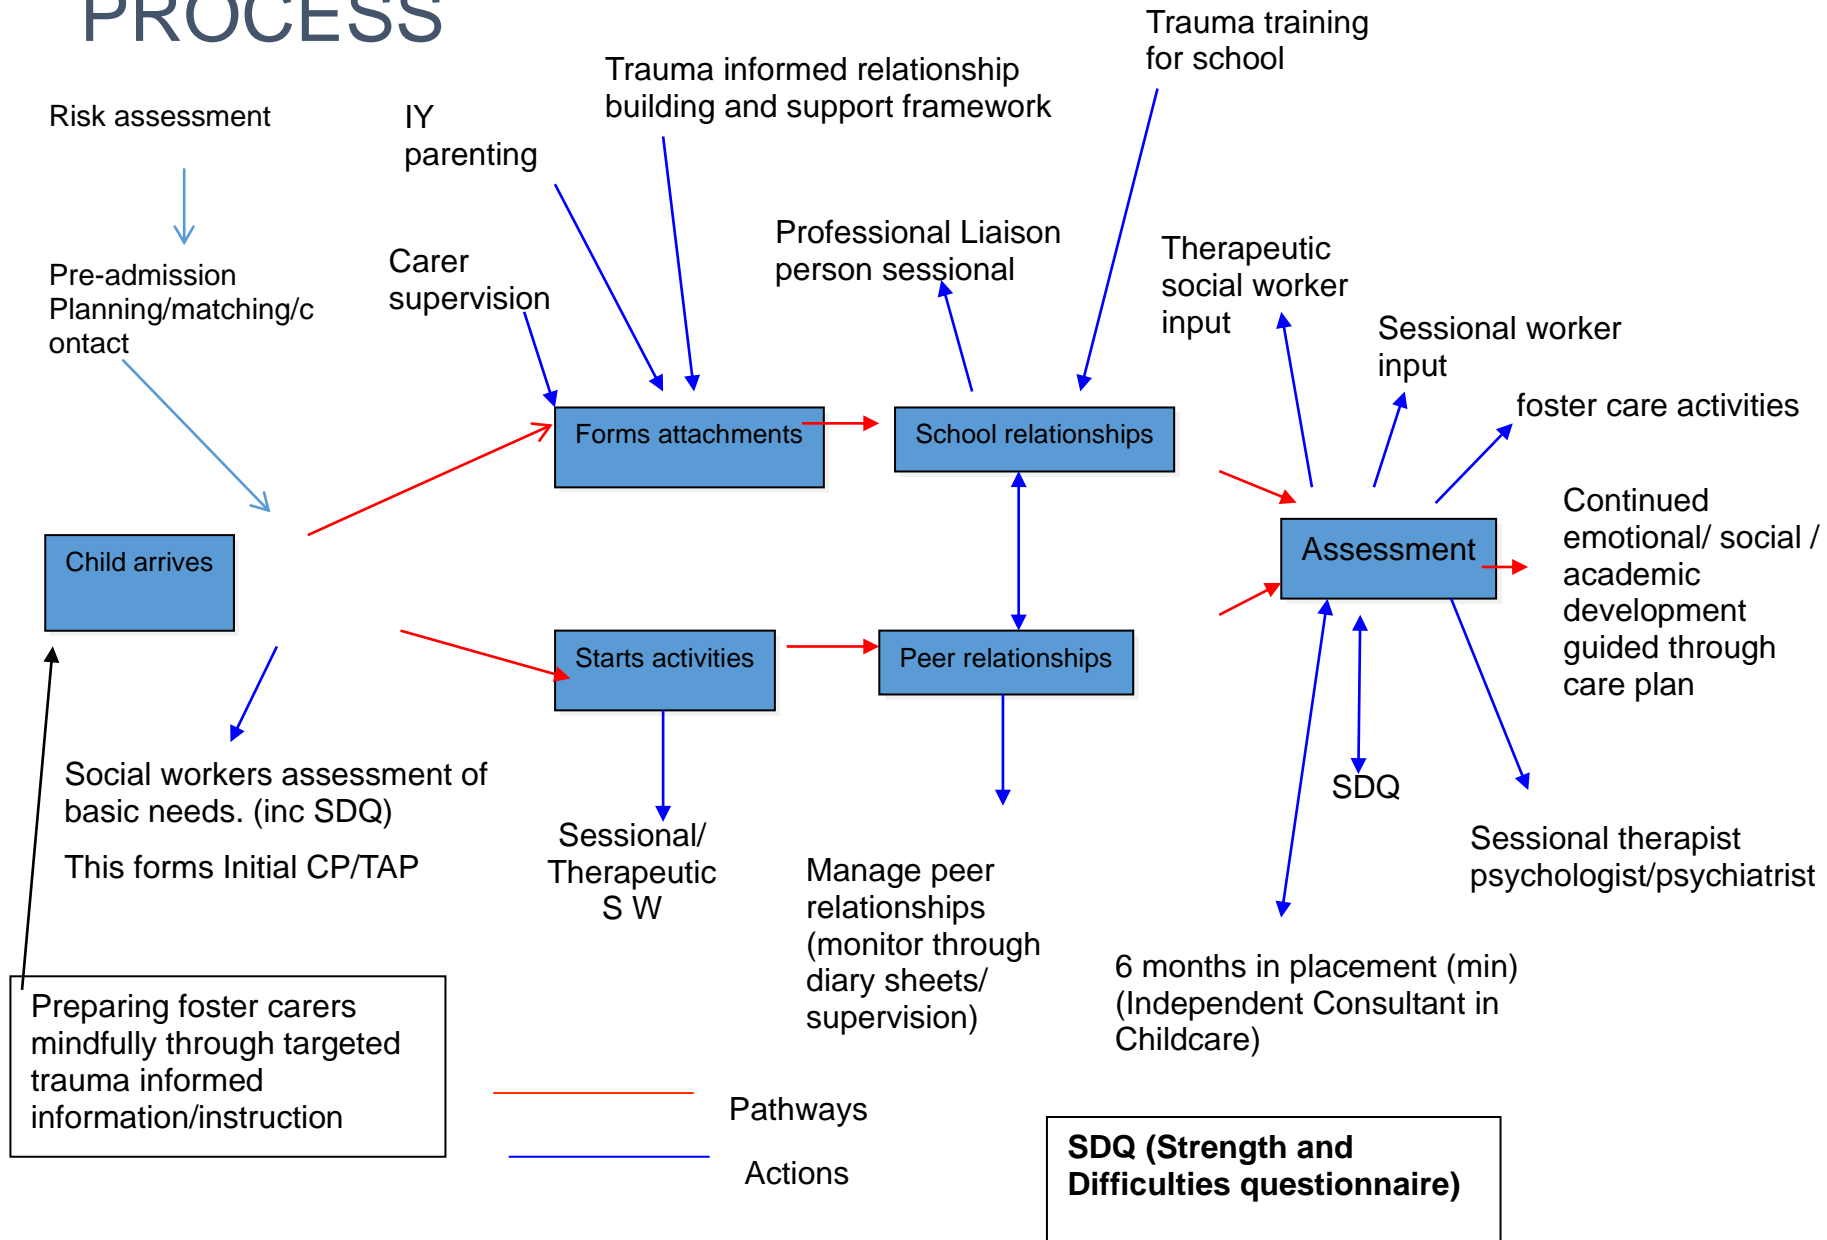 PROCESS
Trauma training
for school
Trauma informed relationship
building and support framework
Risk assessment
IY
parenting
Professional Liaison
person sessional
Therapeutic
social worker
input
Carer
supervision
Pre-admission
Planning/matching/c
ontact
Sessional worker
input
foster care activities
Forms attachments
School relationships
Continued
emotional/ social /
academic
development
guided through
care plan
Child arrives
Assessment
Starts activities
Peer relationships
Social workers assessment of
basic needs. (inc SDQ)
This forms Initial CP/TAP
SDQ
Sessional/
Therapeutic
S W
Sessional therapist
psychologist/psychiatrist
Manage peer
relationships
(monitor through
diary sheets/
supervision)
6 months in placement (min)
(Independent Consultant in
Childcare)
Preparing foster carers
mindfully through targeted
trauma informed
information/instruction
Pathways
Actions
SDQ (Strength and
Difficulties questionnaire)